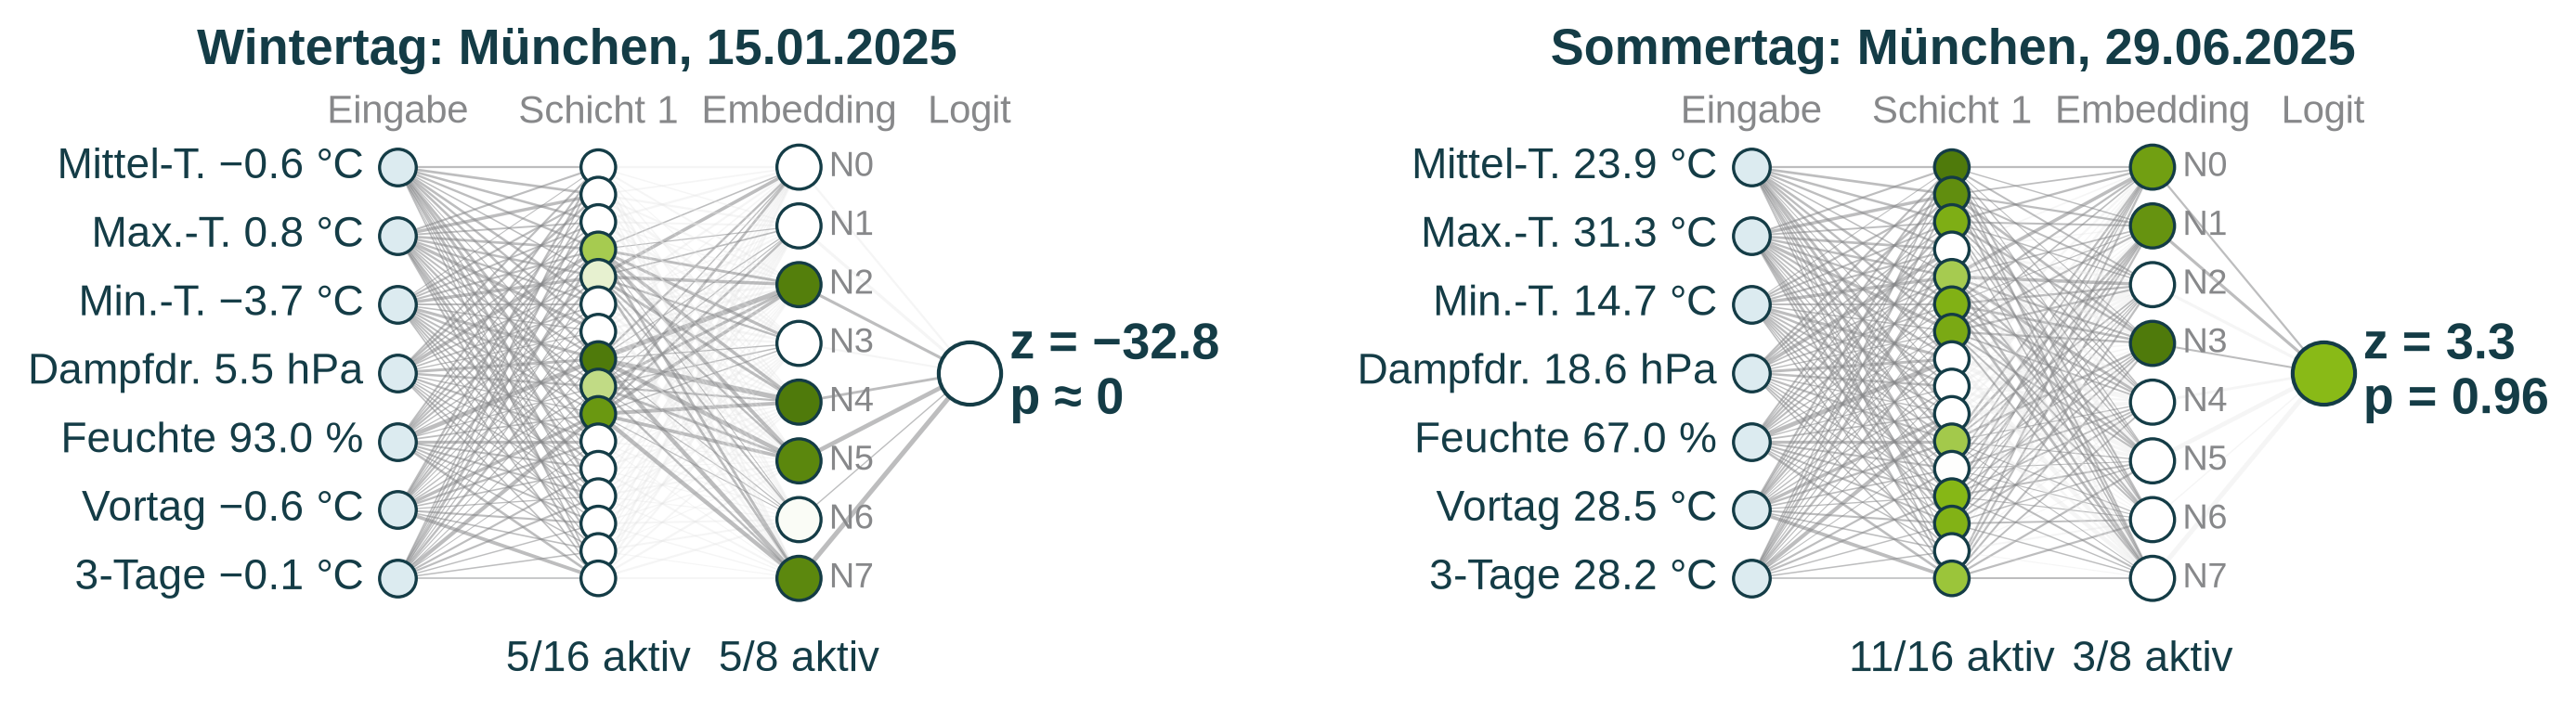 Wintertag: München, 15.01.2025
Eingabe Schicht 1 Embedding Logit
Mittel-T. −0.6 °C
Max.-T. 0.8 °C
Min.-T. −3.7 °C
Dampfdr. 5.5 hPa
Feuchte 93.0 %
Vortag −0.6 °C
3-Tage −0.1 °C
N0
N1
N2
N3
N4
N5
N6
N7
z = −32.8
p ≈ 0
5/16 aktiv 5/8 aktiv
Sommertag: München, 29.06.2025
Eingabe Schicht 1 Embedding Logit
Mittel-T. 23.9 °C
Max.-T. 31.3 °C
Min.-T. 14.7 °C
Dampfdr. 18.6 hPa
Feuchte 67.0 %
Vortag 28.5 °C
3-Tage 28.2 °C
N0
N1
N2
N3
N4
N5
N6
N7
z = 3.3
p = 0.96
11/16 aktiv 3/8 aktiv